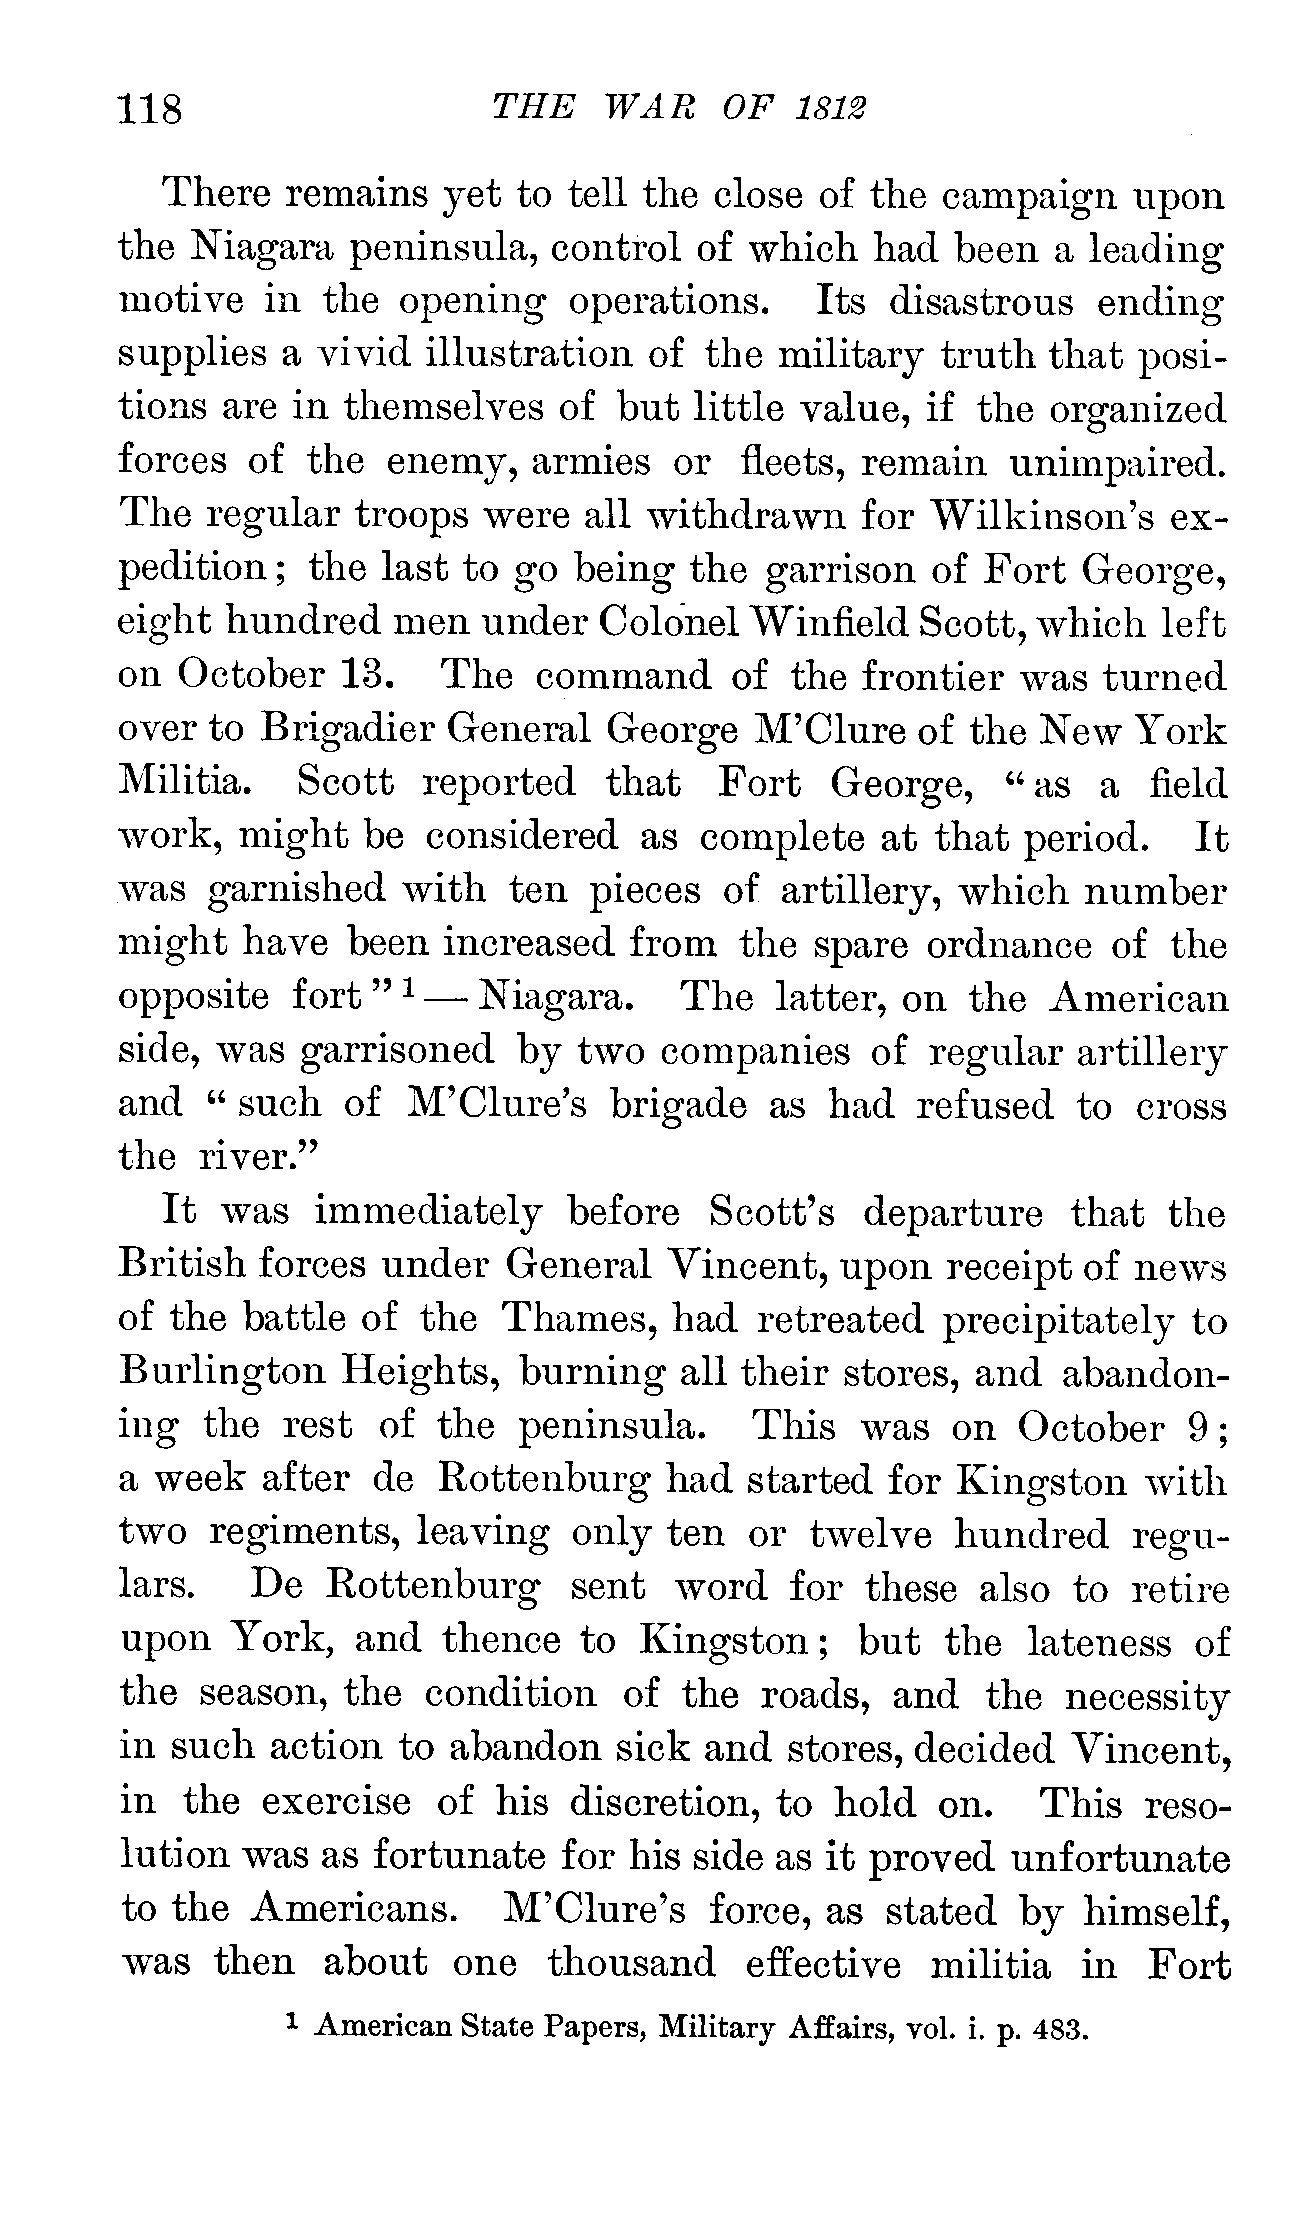 118 THE WAR OF 1812
There remains yet to tell the close of the campaign upon
the Niagara peninsula, control of which had been a leading
motive in the opening operations. Its disastrous ending
supplies a vivid illustration of the military truth that posi-
tions are in themselves of but little value, if the organized
forces of the enemy, armies or fleets, remain unimpaired.
The regular troops were all withdrawn for Wilkinson's ex-
pedition; the last to go being the garrison of Fort George,
eight hundred men under Colonel Winfield Scott, which left
on October 13. The command of the frontier was turned
over to Brigadier General George M'Clure of the New York
Militia. Scott reported that Fort George, "as a field
work, might be considered as complete at that period. It
was garnished with ten pieces of artillery, which number
might have been increased from the spare ordnance of the
opposite fort"¹— Niagara. The latter, on the American
side, was garrisoned by two companies of regular artillery
and "such of M'Clure's brigade as had refused to cross
the river."
It was immediately before Scott's departure that the
British forces under General Vincent, upon receipt of news
of the battle of the Thames, had retreated precipitately to
Burlington Heights, burning all their stores, and abandon-
ing the rest of the peninsula. This was on October 9;
a week after de Rottenburg had started for Kingston with
two regiments, leaving only ten or twelve hundred regu-
lars. De Rottenburg sent word for these also to retire
upon York, and thence to Kingston; but the lateness of
the season, the condition of the roads, and the necessity
in such action to abandon sick and stores, decided Vincent,
in the exercise of his discretion, to hold on. This reso-
lution was as fortunate for his side as it proved unfortunate
to the Americans. M'Clure's force, as stated by himself,
was then about one thousand effective militia in Fort
¹ American State Papers, Military Affairs, vol. i. p. 483.